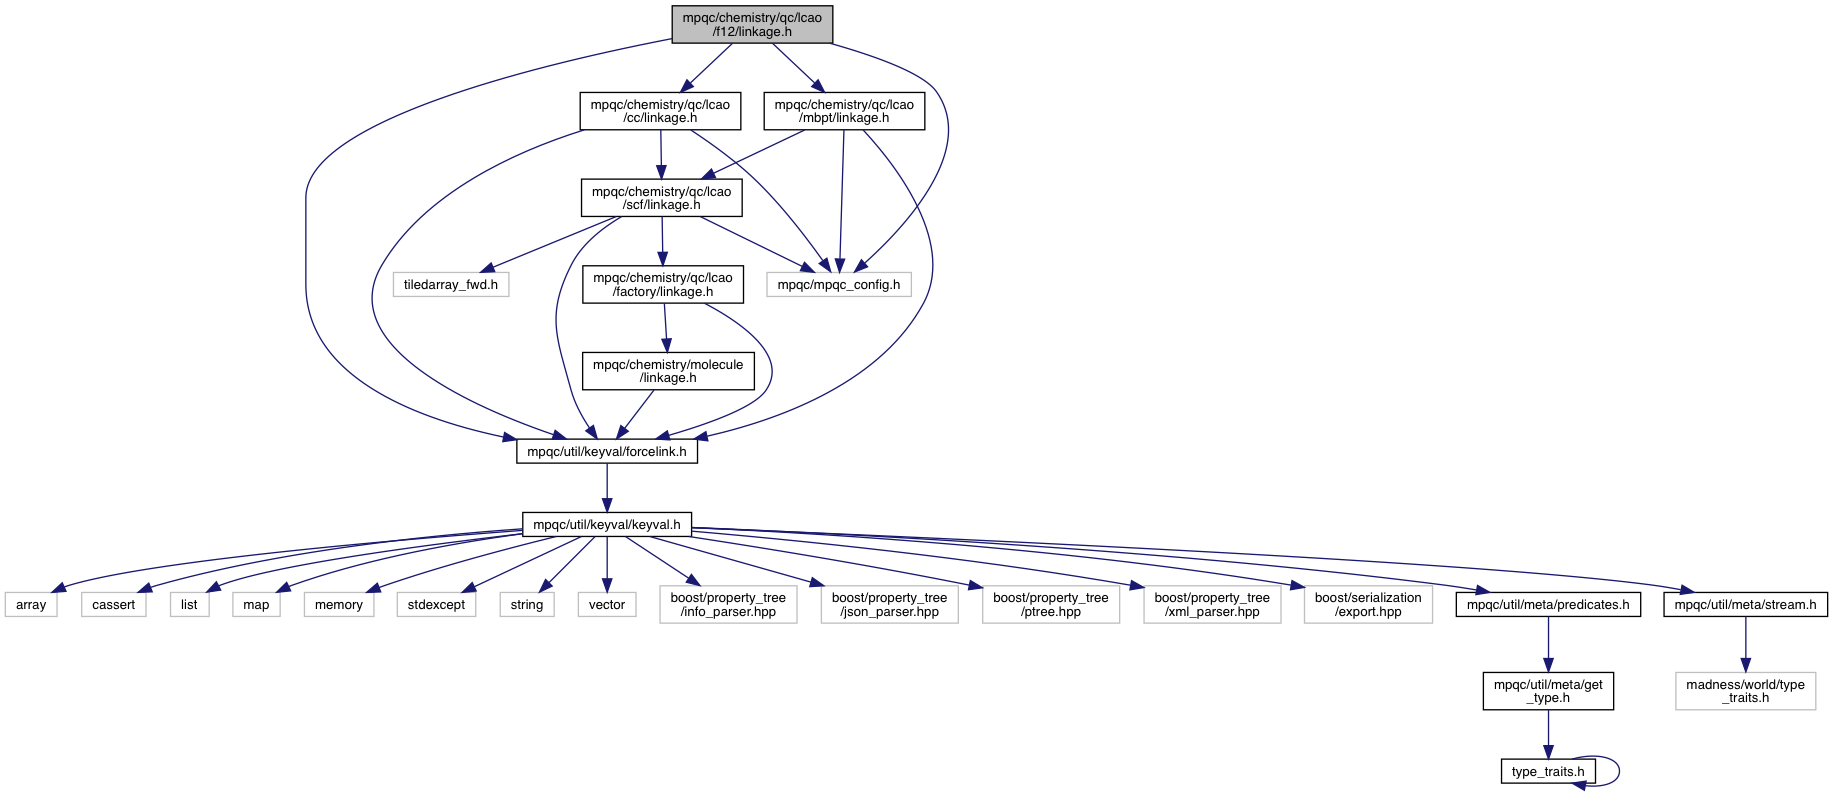 mpqc/chemistry/qc/lcao
/f12/linkage.h
mpqc/chemistry/qc/lcao
/cc/linkage.h
mpqc/chemistry/qc/lcao
/mbpt/linkage.h
mpqc/chemistry/qc/lcao
/scf/linkage.h
tiledarray_fwd.h
mpqc/chemistry/qc/lcao
/factory/linkage.h
mpqc/mpqc_config.h
mpqc/chemistry/molecule
/linkage.h
mpqc/util/keyval/forcelink.h
mpqc/util/keyval/keyval.h
array
cassert
list
map
memory
stdexcept
string
vector
boost/property_tree
/info_parser.hpp
boost/property_tree
/json_parser.hpp
boost/property_tree
/ptree.hpp
boost/property_tree
/xml_parser.hpp
boost/serialization
/export.hpp
mpqc/util/meta/predicates.h
mpqc/util/meta/stream.h
mpqc/util/meta/get
_type.h
madness/world/type
_traits.h
type_traits.h